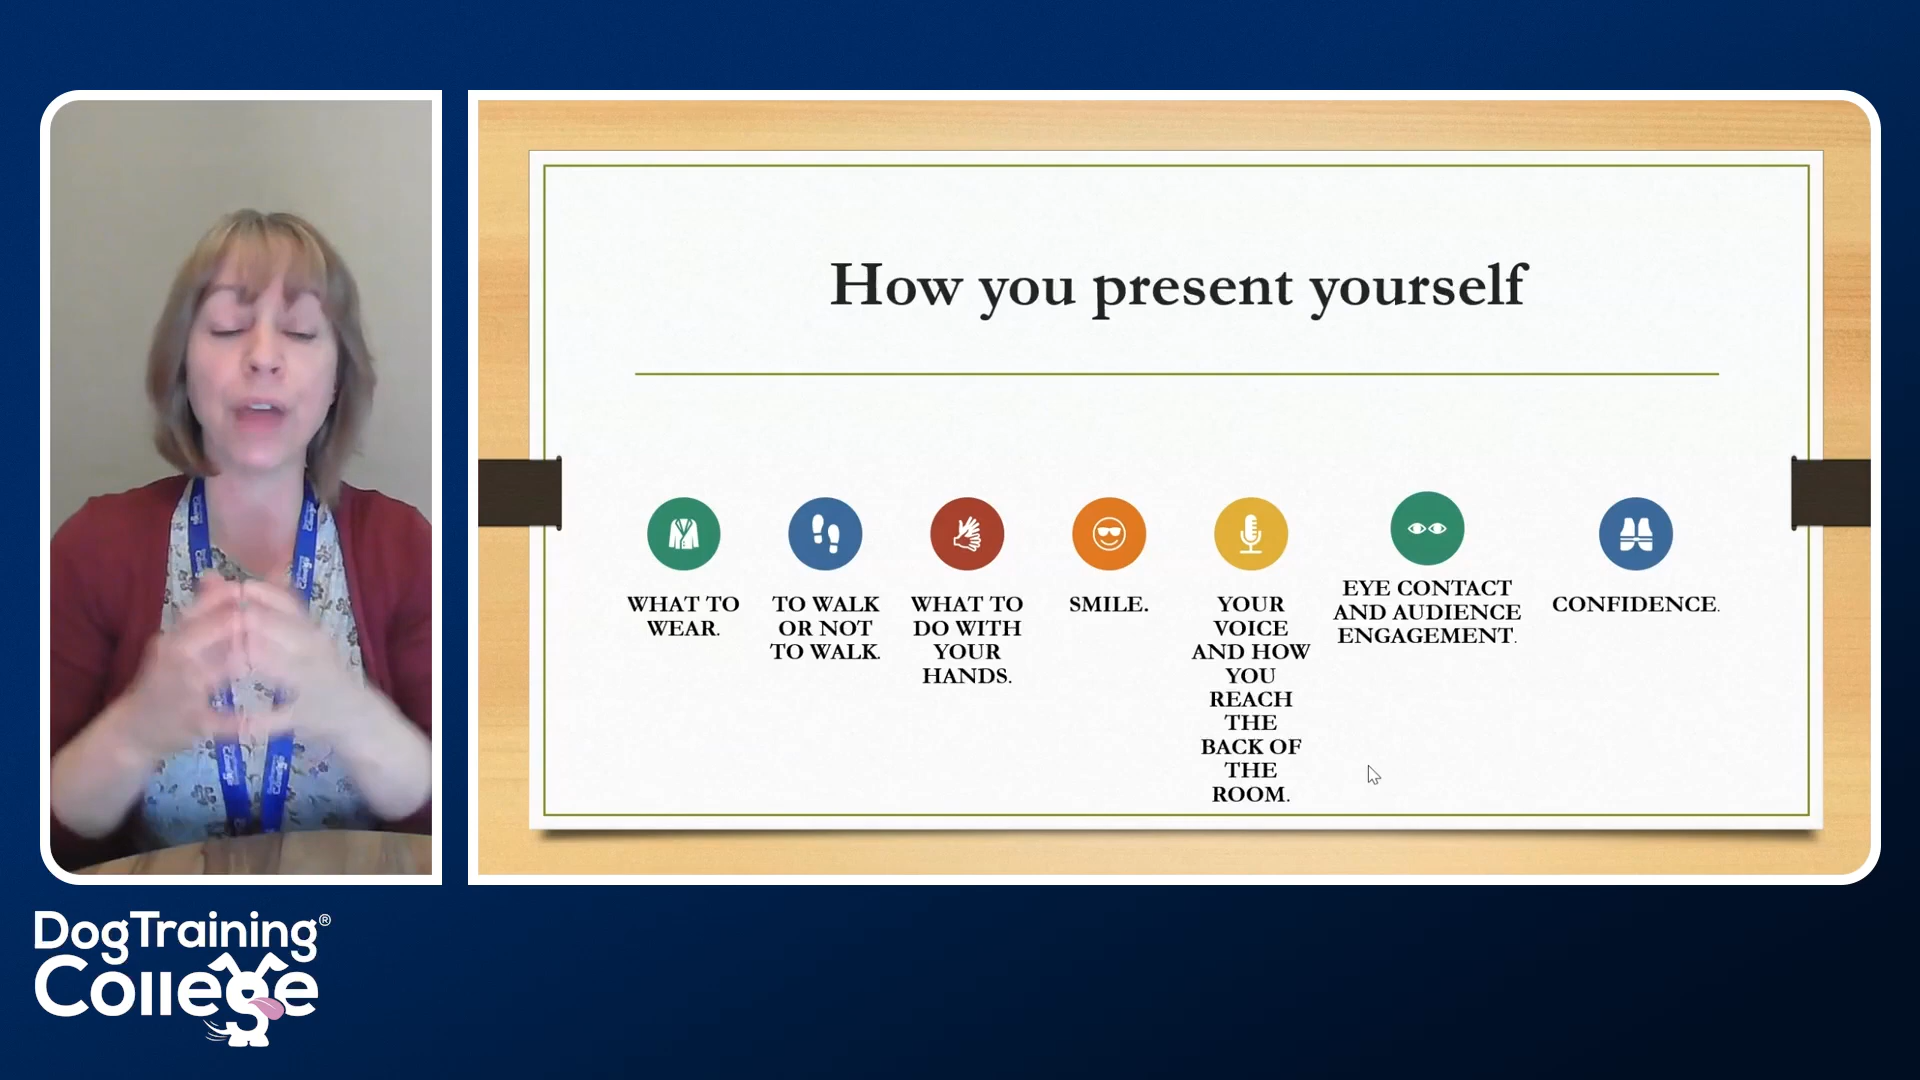 How you present yourself
WHAT TO
WEAR.
TO WALK
OR NOT
TO WALK.
WHAT TO
DO WITH
YOUR
HANDS.
SMILE.
YOUR
VOICE
AND HOW
YOU
REACH
THE
BACK OF
THE
ROOM.
EYE CONTACT
AND AUDIENCE
ENGAGEMENT.
CONFIDENCE.
DogTraining®
College